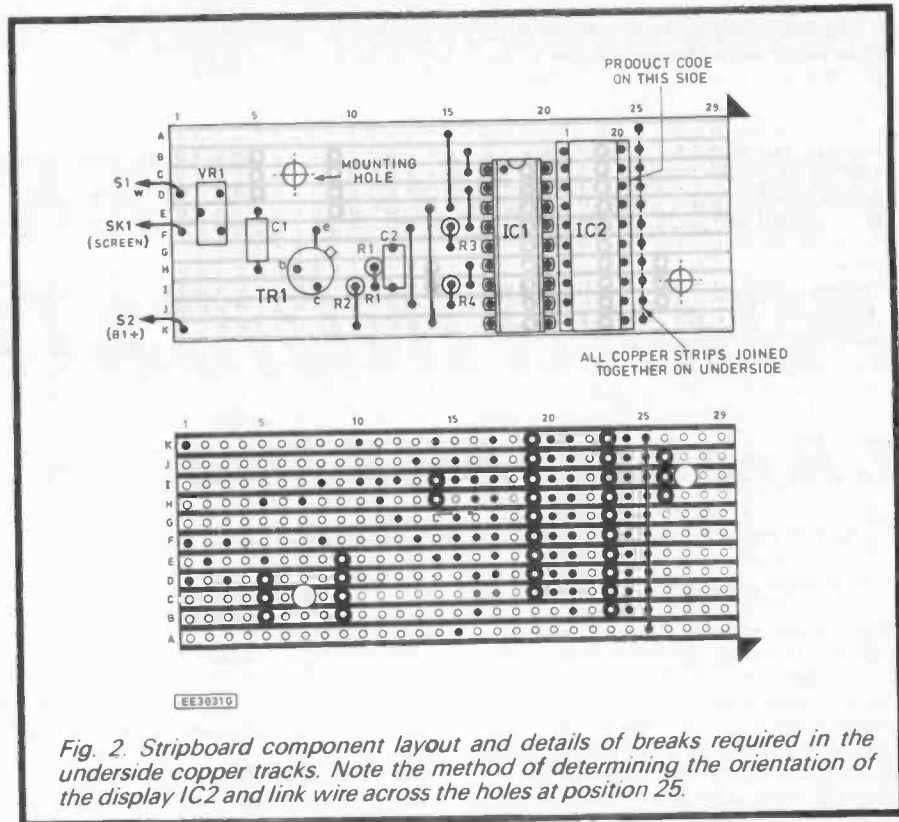 PRODUCT CODE
ON THIS SIDE
1 5 10 15 20 25 29
A
B
C
D
E
F
G
H
I
J
K
MOUNTING
HOLE
S1
W
VR1
SK1
(SCREEN)
C1
e
b
c
TR1
R1
R1
R2
C2
R3
R4
IC1
1 20
IC2
S2
(B1+)
ALL COPPER STRIPS JOINED
TOGETHER ON UNDERSIDE
1 5 10 15 20 25 29
K
J
I
H
G
F
E
D
C
B
A
EE3031G
Fig. 2. Stripboard component layout and details of breaks required in the
underside copper tracks. Note the method of determining the orientation of
the display IC2 and link wire across the holes at position 25.